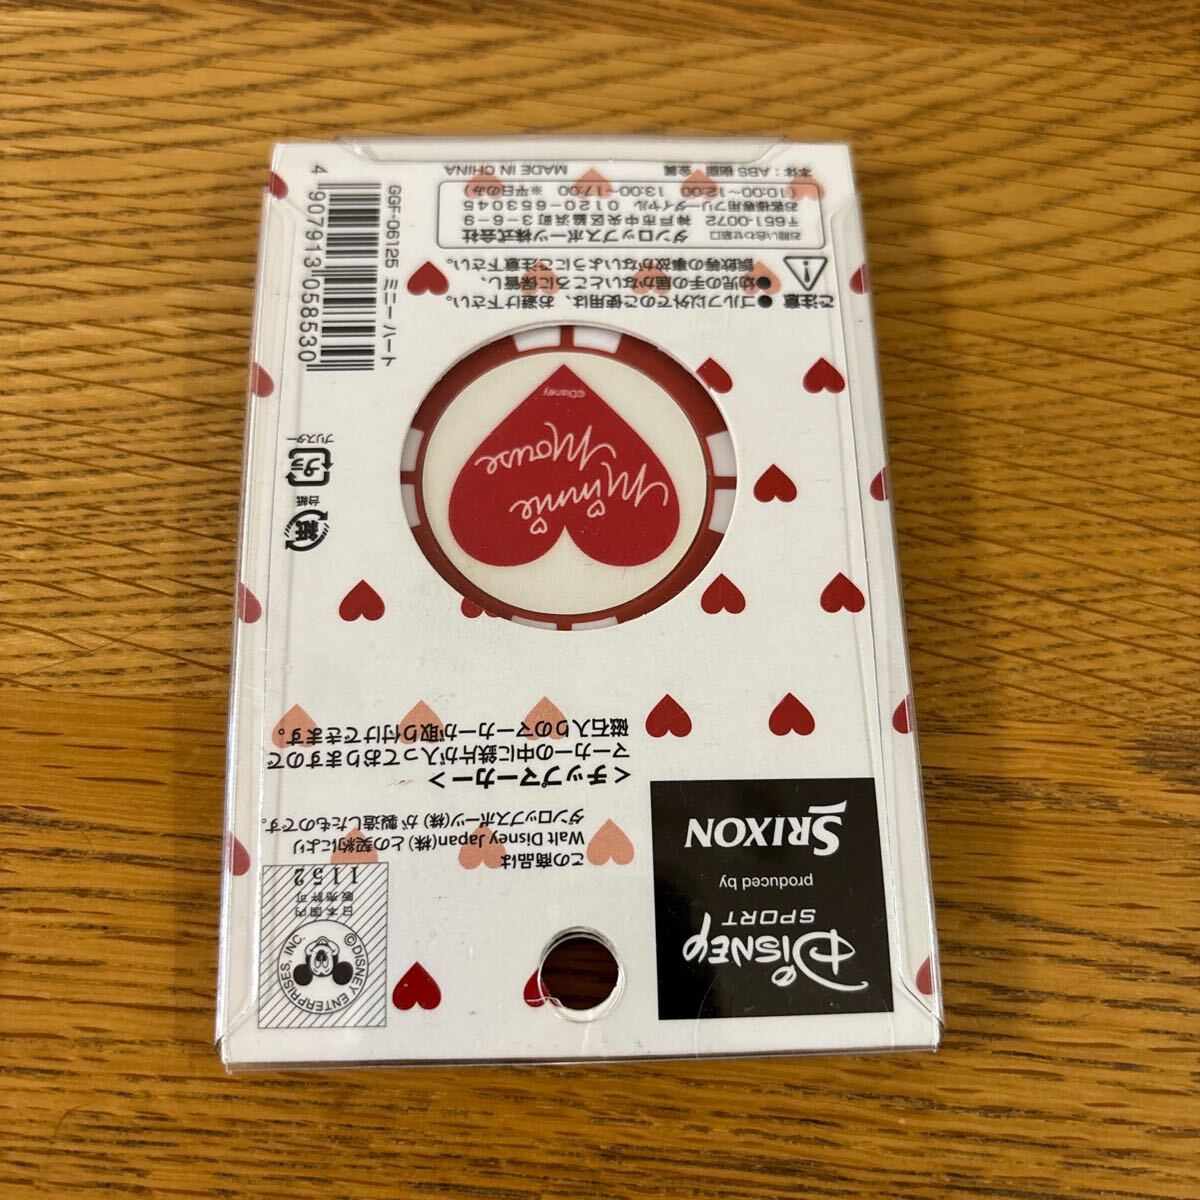 Disney
SPORT
produced by
SRIXON
©DISNEY ENTERPRISES, INC.
日本国内
販売許可
1152
この商品は
Walt Disney Japan(株)との契約により
ダンロップスポーツ(株)が製造したものです。
<チップマーカー>
マーカーの中に鉄片が入っておりますので
磁石入りのマーカーが取り付けできます。
Minnie
Mouse
©Disney
台紙
紙
ブリスター
プラ
ご注意
●ゴルフ以外でのご使用は、お避け下さい。
●幼児の手の届かないところに保管し、
誤飲等の事故がないようにご注意下さい。
お問い合わせ窓口 ダンロップスポーツ株式会社
〒651-0072 神戸市中央区脇浜町3-6-9
お客様専用フリーダイヤル 0120-653045
(10:00~12:00 13:00~17:00 ※平日のみ)
本体：ABS樹脂 金属 MADE IN CHINA
GGF-06125 ミニー ハート
4 907913 058530